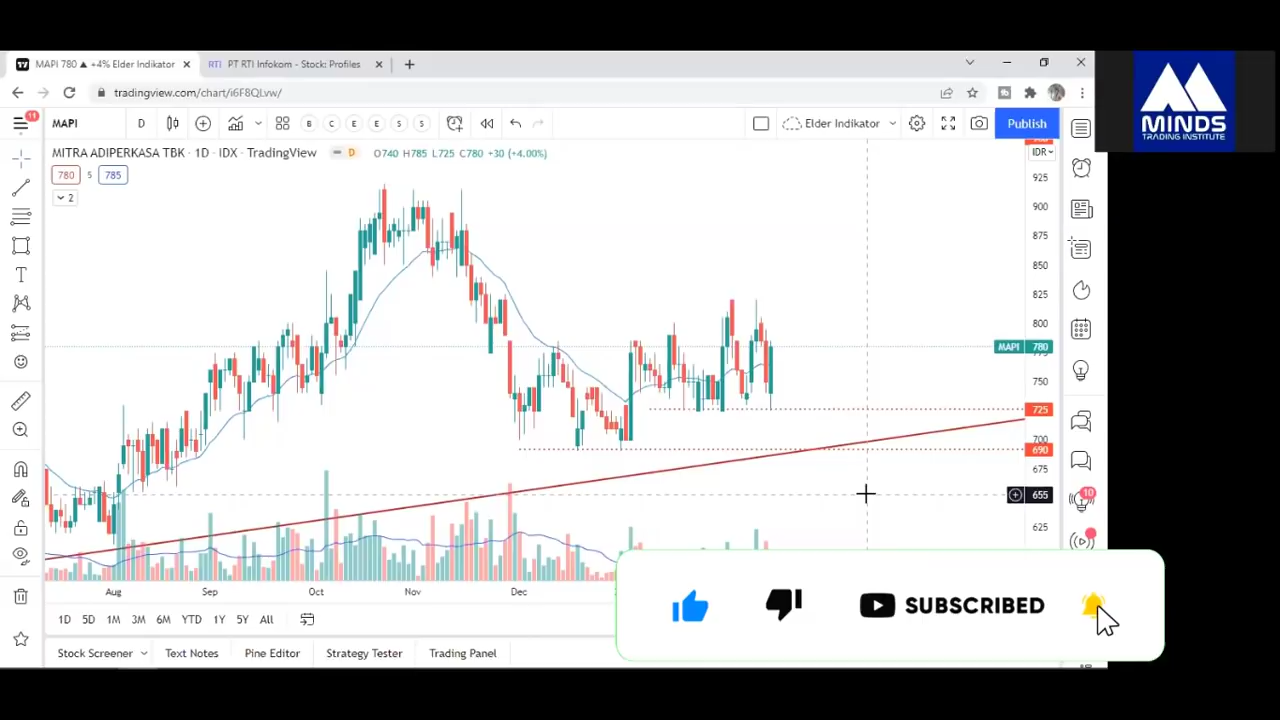 MAPI 780 ▲ +4% Elder Indikator
RTI PT RTI Infokom - Stock: Profiles
tradingview.com/chart/i6F8QLvw/
MINDS
TRADING INSTITUTE
11
MAPI D B C E E S S Elder Indikator Publish
MITRA ADIPERKASA TBK · 1D · IDX · TradingView D O740 H785 L725 C780 +30 (+4.00%)
IDR
780 5 785
2
925
900
875
850
825
800
MAPI 780
750
725
700
690
675
655
625
10
Aug Sep Oct Nov Dec
1D 5D 1M 3M 6M YTD 1Y 5Y All
SUBSCRIBED
Stock Screener Text Notes Pine Editor Strategy Tester Trading Panel